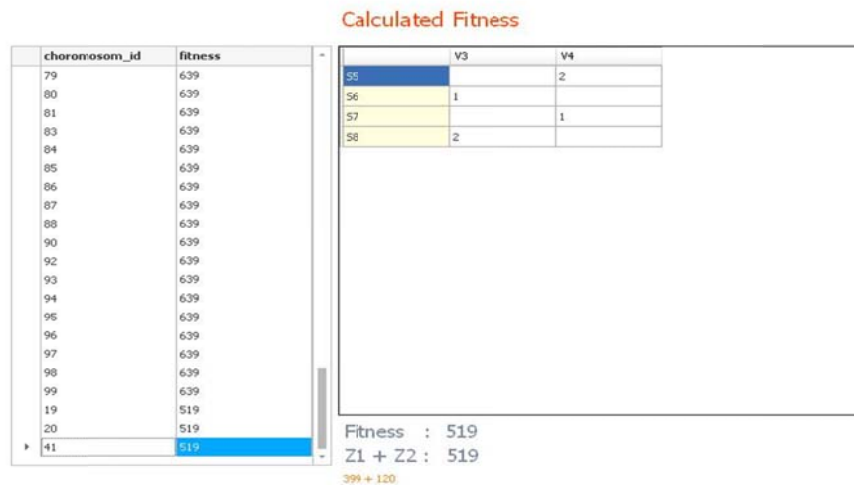 Calculated Fitness
choromosom_id fitness
79 639
80 639
81 639
83 639
84 639
85 639
86 639
87 639
88 639
90 639
92 639
93 639
94 639
95 639
96 639
97 639
98 639
99 639
19 519
20 519
41 519
V3 V4
S5 2
S6 1
S7 1
S8 2
Fitness : 519
Z1 + Z2 : 519
399 + 120